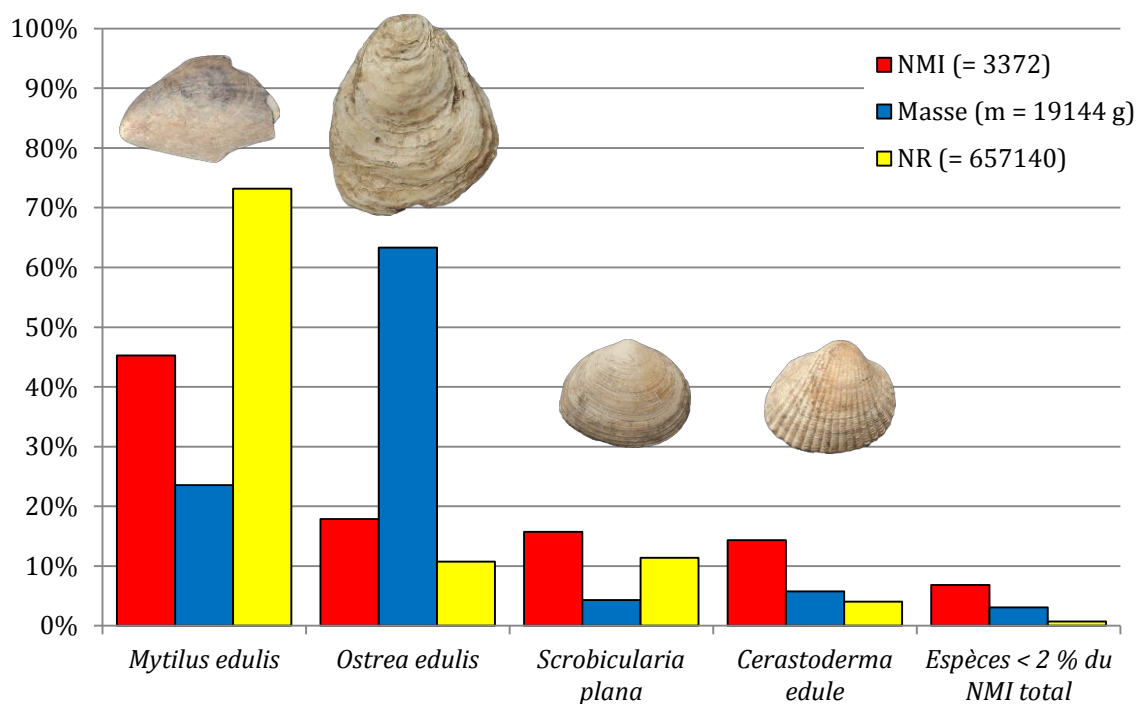 100%
90%
80%
70%
60%
50%
40%
30%
20%
10%
0%
NMI (= 3372)
Masse (m = 19144 g)
NR (= 657140)
Mytilus edulis
Ostrea edulis
Scrobicularia
plana
Cerastoderma
edule
Espèces < 2 % du
NMI total